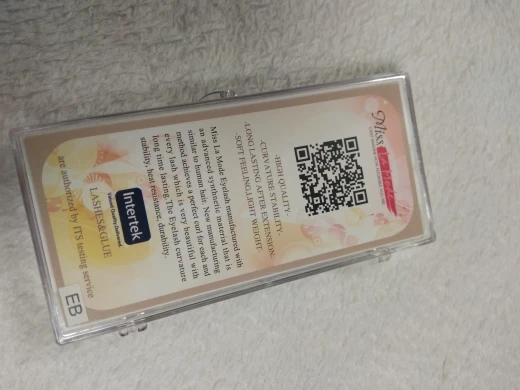 Miss La Mode
-HIGH QUALITY-
-CURVATURE STABILITY-
-LONG LASTING AFTER EXTENSION-
-SOFT FEELING,LIGHT WEIGHT-
Miss La Mode Eyelash manufactured with
an advanced synthetic material that is
similar to human hair. New manufacturing
method achieves a perfect curl for each and
every lash which is very beautiful with
long time lasting. The Eyelash curvature
stability, heat resistance, durability.
Intertek
LASHES&GLUE
are authorized by ITS testing service
EB